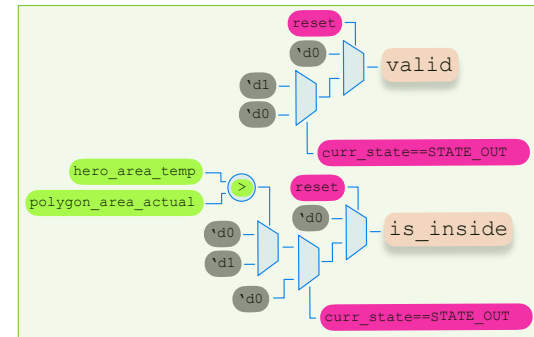 reset
'd0
valid
'd1
'd0
curr_state==STATE_OUT
hero_area_temp
>
reset
polygon_area_actual
'd0
'd0
is_inside
'd1
'd0
curr_state==STATE_OUT